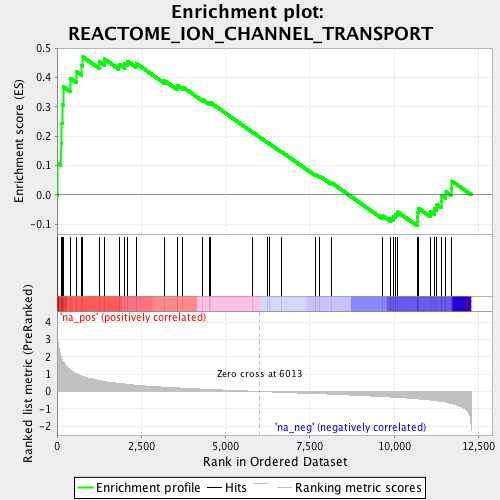 Enrichment plot:
REACTOME_ION_CHANNEL_TRANSPORT
Enrichment score (ES)
0.5
0.4
0.3
0.2
0.1
0.0
-0.1
'na_pos' (positively correlated)
Ranked list metric (PreRanked)
4
3
2
1
0
-1
-2
Zero cross at 6013
'na_neg' (negatively correlated)
0 2,500 5,000 7,500 10,000 12,500
Rank in Ordered Dataset
Enrichment profile Hits Ranking metric scores